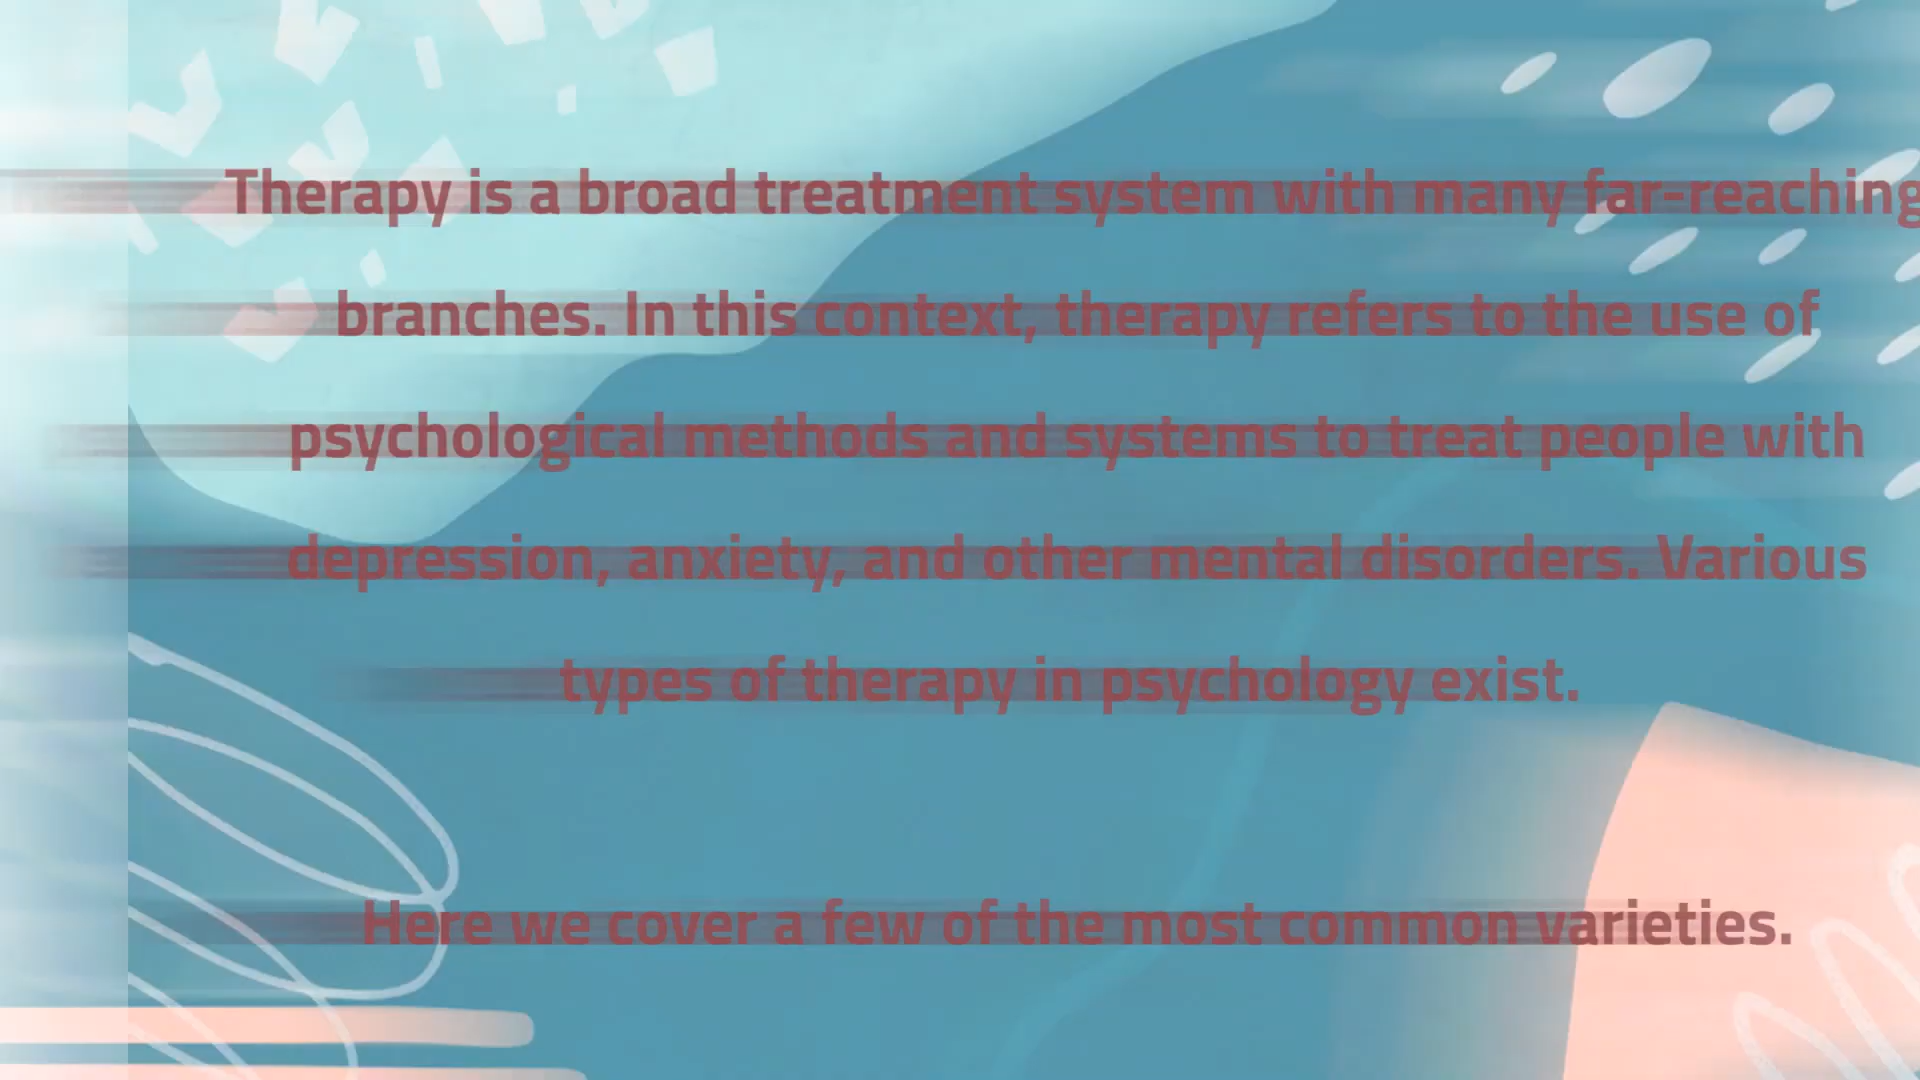 Therapy is a broad treatment system with many far-reaching
branches. In this context, therapy refers to the use of
psychological methods and systems to treat people with
depression, anxiety, and other mental disorders. Various
types of therapy in psychology exist.
Here we cover a few of the most common varieties.